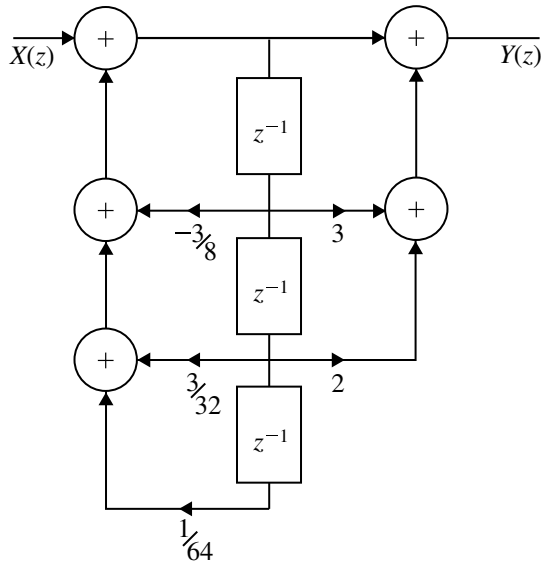 + +
X(z) Y(z)
z⁻¹
+ +
−3/8 3
z⁻¹
+
3/32 2
z⁻¹
1/64